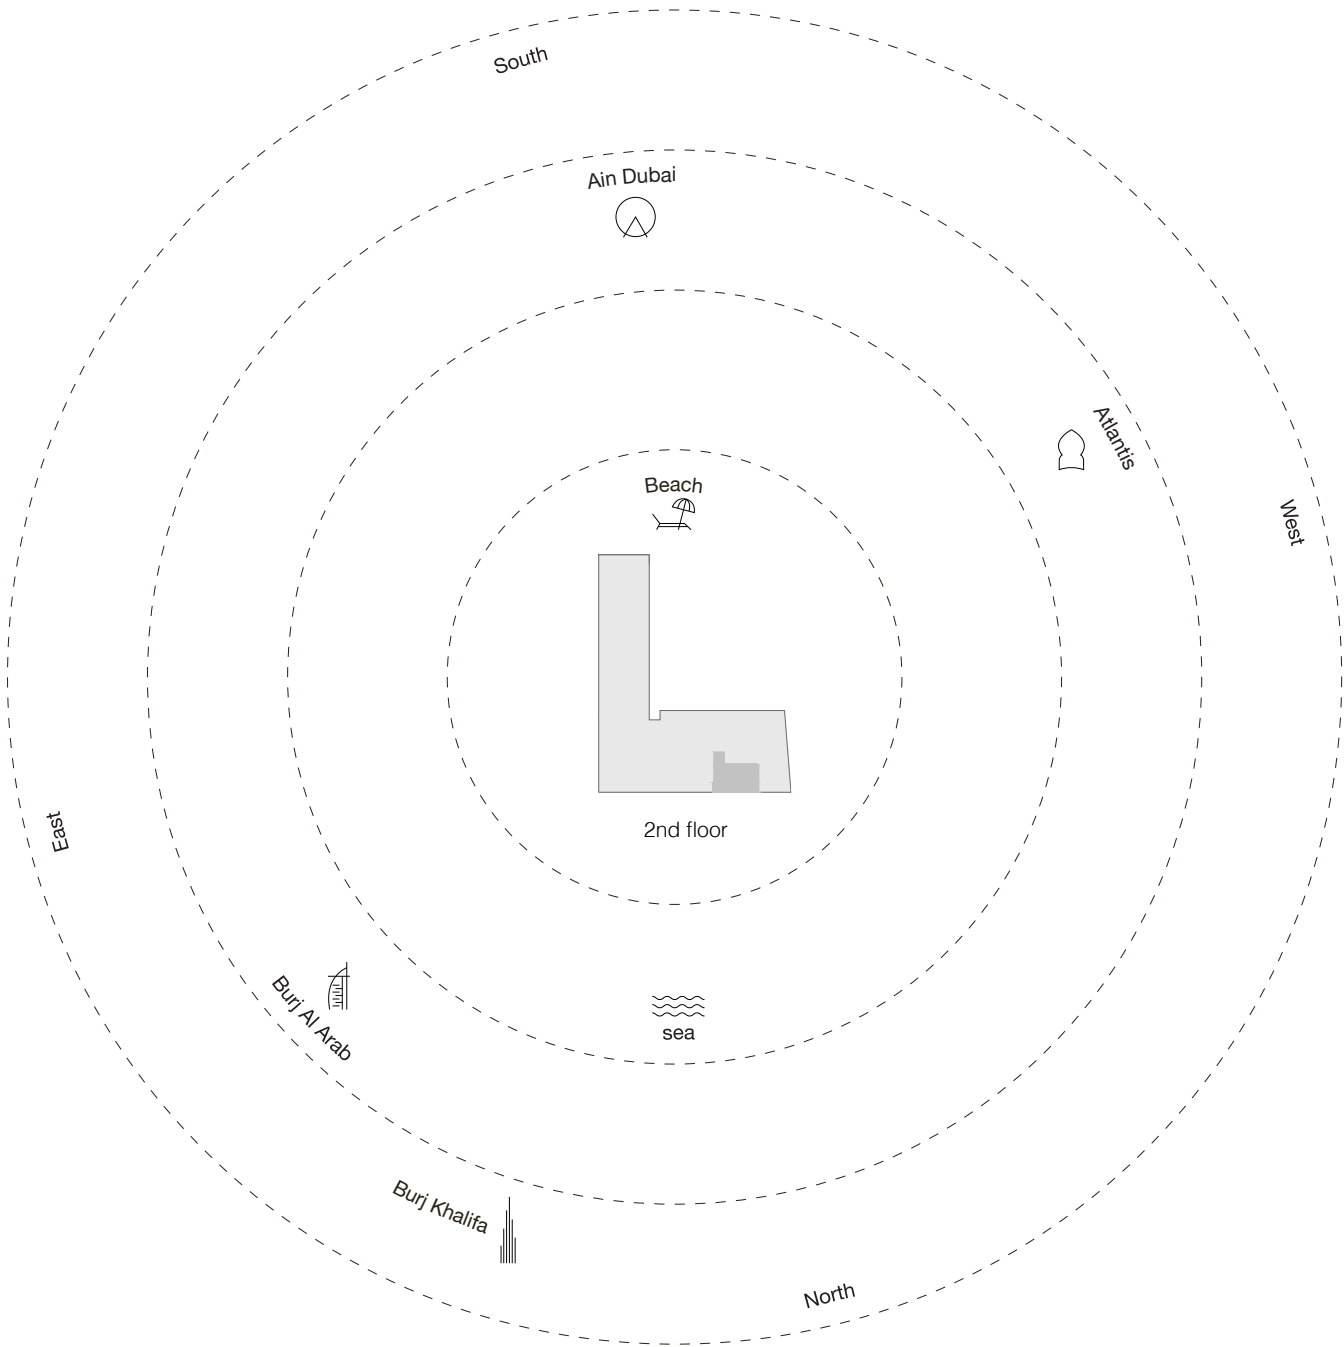 South
Ain Dubai
Atlantis
Beach
West
East
2nd floor
Burj Al Arab
sea
Burj Khalifa
North